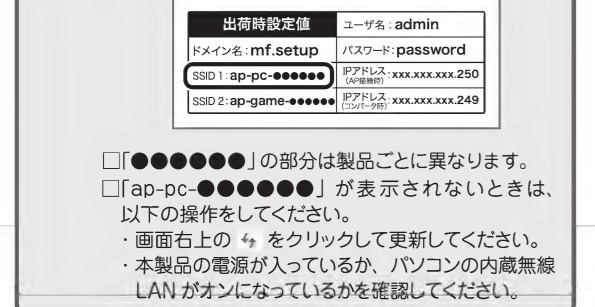 出荷時設定値 ユーザ名：admin
ドメイン名：mf.setup パスワード：password
SSID 1：ap-pc-●●●●●● IPアドレス（AP接続時）：xxx.xxx.xxx.250
SSID 2：ap-game-●●●●●● IPアドレス（コンバータ時）：xxx.xxx.xxx.249
□「●●●●●●」の部分は製品ごとに異なります。
□「ap-pc-●●●●●●」が表示されないときは、
以下の操作をしてください。
・画面右上の をクリックして更新してください。
・本製品の電源が入っているか、パソコンの内蔵無線
LANがオンになっているかを確認してください。